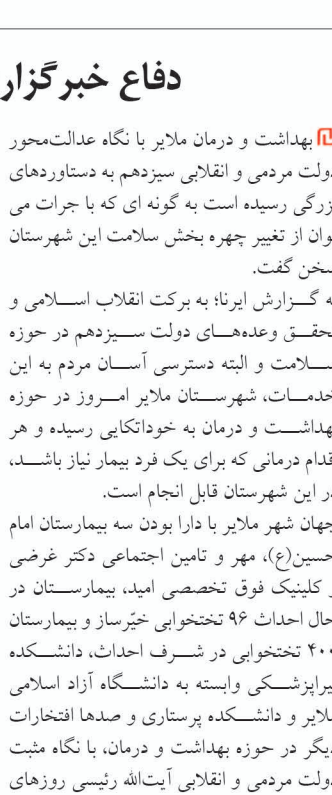 دفاع خبرگزار
بهداشت و درمان ملایر با نگاه عدالت‌محور
دولت مردمی و انقلابی سیزدهم به دستاوردهای
بزرگی رسیده است به گونه ای که با جرات می
توان از تغییر چهره بخش سلامت این شهرستان
سخن گفت.
به گزارش ایرنا؛ به برکت انقلاب اسلامی و
تحقق وعده‌های دولت سیزدهم در حوزه
سلامت و البته دسترسی آسان مردم به این
خدمات، شهرستان ملایر امروز در حوزه
بهداشت و درمان به خوداتکایی رسیده و هر
اقدام درمانی که برای یک فرد بیمار نیاز باشد،
در این شهرستان قابل انجام است.
جهان شهر ملایر با دارا بودن سه بیمارستان امام
حسین(ع)، مهر و تامین اجتماعی دکتر غرضی
و کلینیک فوق تخصصی امید، بیمارستان در
حال احداث ۹۶ تختخوابی خیّرساز و بیمارستان
۴۰۰ تختخوابی در شرف احداث، دانشکده
پیراپزشکی وابسته به دانشگاه آزاد اسلامی
ملایر و دانشکده پرستاری و صدها افتخارات
دیگر در حوزه بهداشت و درمان، با نگاه مثبت
دولت مردمی و انقلابی آیت‌الله رئیسی روزهای